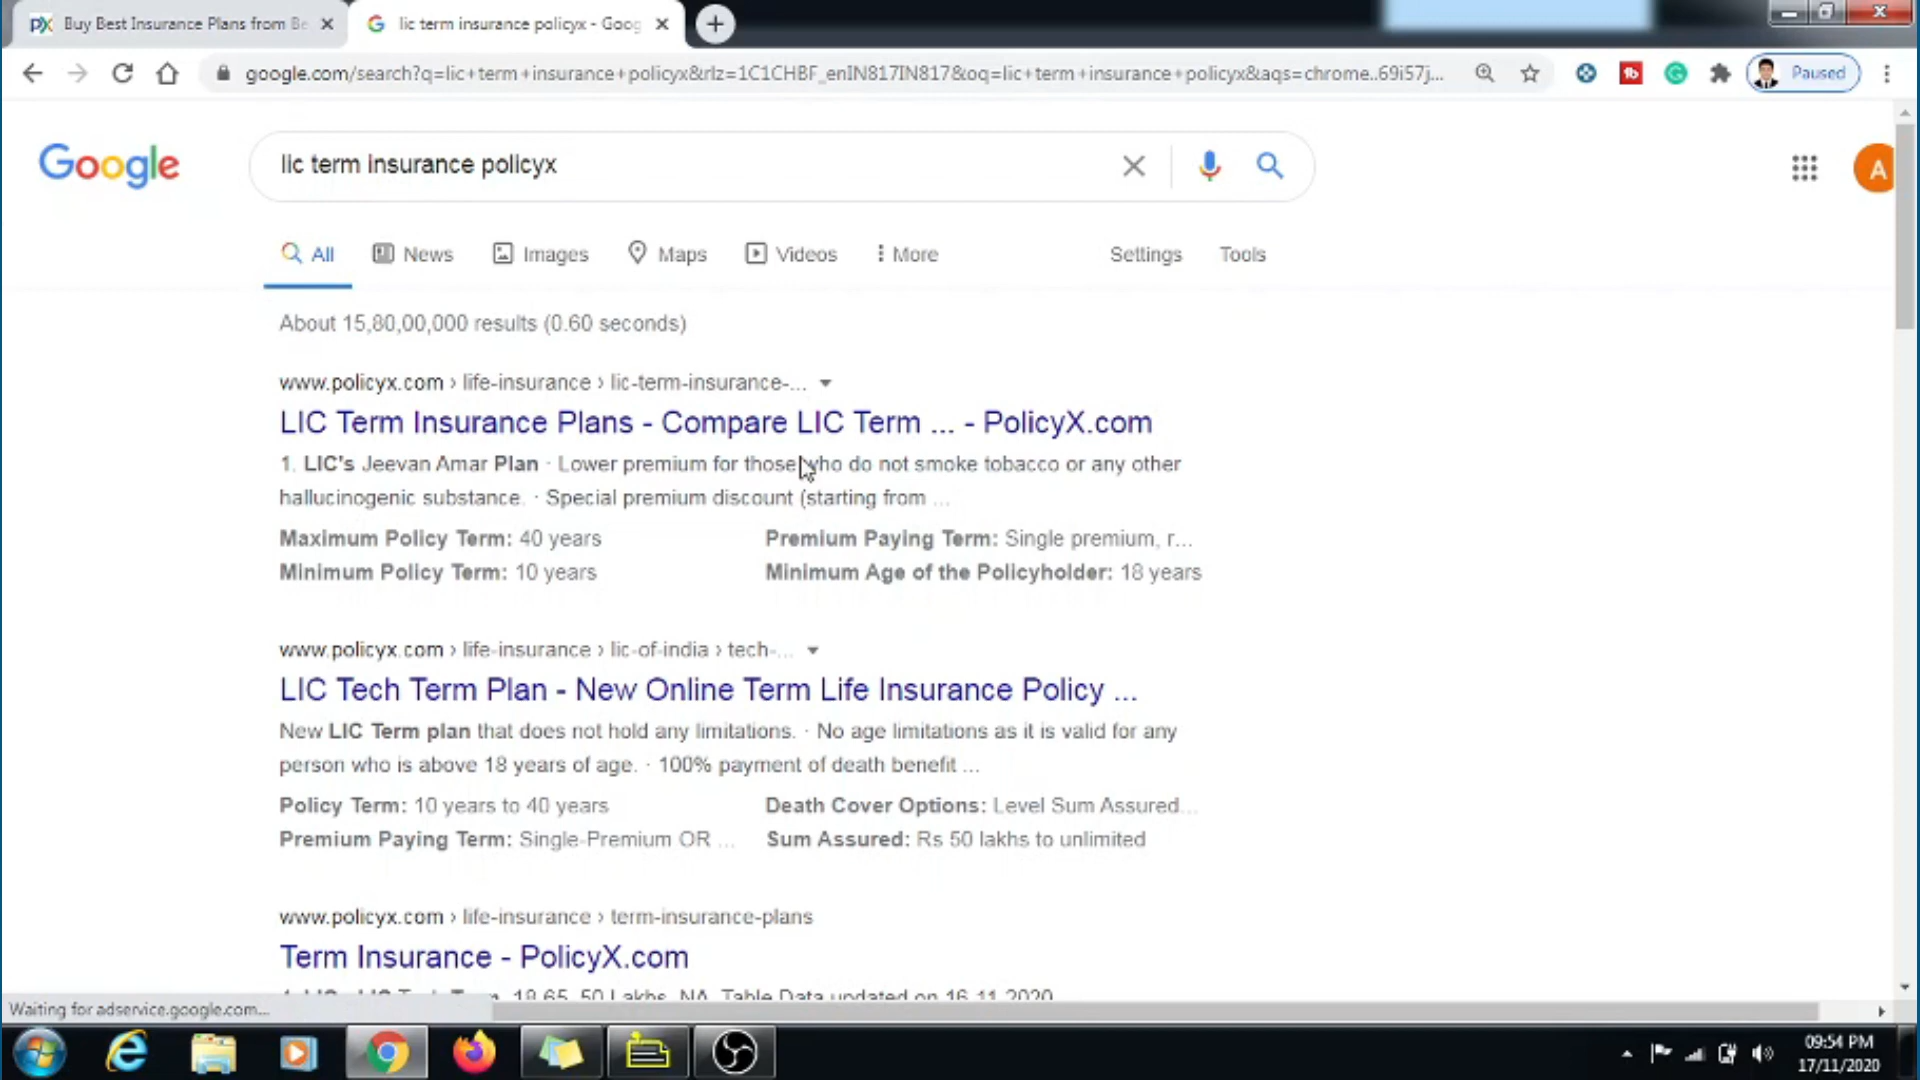 Buy Best Insurance Plans from Be
lic term insurance policyx - Goog
google.com/search?q=lic+term+insurance+policyx&rlz=1C1CHBF_enIN817IN817&oq=lic+term+insurance+policyx&aqs=chrome..69i57j...
Paused
Google
lic term insurance policyx
A
All
News
Images
Maps
Videos
More
Settings
Tools
About 15,80,00,000 results (0.60 seconds)
www.policyx.com › life-insurance › lic-term-insurance-...
LIC Term Insurance Plans - Compare LIC Term ... - PolicyX.com
1. LIC's Jeevan Amar Plan · Lower premium for those who do not smoke tobacco or any other
hallucinogenic substance. · Special premium discount (starting from ...
Maximum Policy Term: 40 years
Premium Paying Term: Single premium, r...
Minimum Policy Term: 10 years
Minimum Age of the Policyholder: 18 years
www.policyx.com › life-insurance › lic-of-india › tech-...
LIC Tech Term Plan - New Online Term Life Insurance Policy ...
New LIC Term plan that does not hold any limitations. · No age limitations as it is valid for any
person who is above 18 years of age. · 100% payment of death benefit ...
Policy Term: 10 years to 40 years
Death Cover Options: Level Sum Assured...
Premium Paying Term: Single-Premium OR ...
Sum Assured: Rs 50 lakhs to unlimited
www.policyx.com › life-insurance › term-insurance-plans
Term Insurance - PolicyX.com
1. LIC - LIC Tech Term, 18.65, 50 Lakhs, NA. Table Data updated on 16.11.2020
Waiting for adservice.google.com...
09:54 PM
17/11/2020